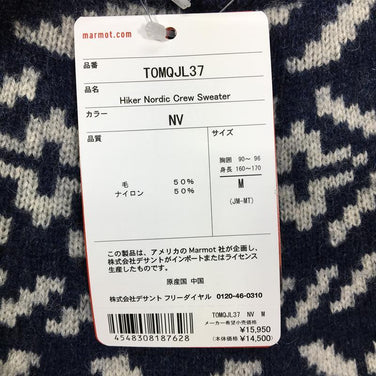 marmot.com
品番
TOMQJL37
品名
Hiker Nordic Crew Sweater
カラー
NV
品質
サイズ
胸囲 90～ 96
身長 160～170
毛 50%
M
ナイロン 50%
(JM-MT)
この製品は、アメリカのMarmot 社が企画し、
株式会社デサントがインポートまたはライセンス
生産したものです。
原産国 中国
株式会社デサント フリーダイヤル 0120-46-0310
TOMQJL37 NV M
メーカー希望小売価格
¥15,950
(本体価格¥14,500)
4548308187628